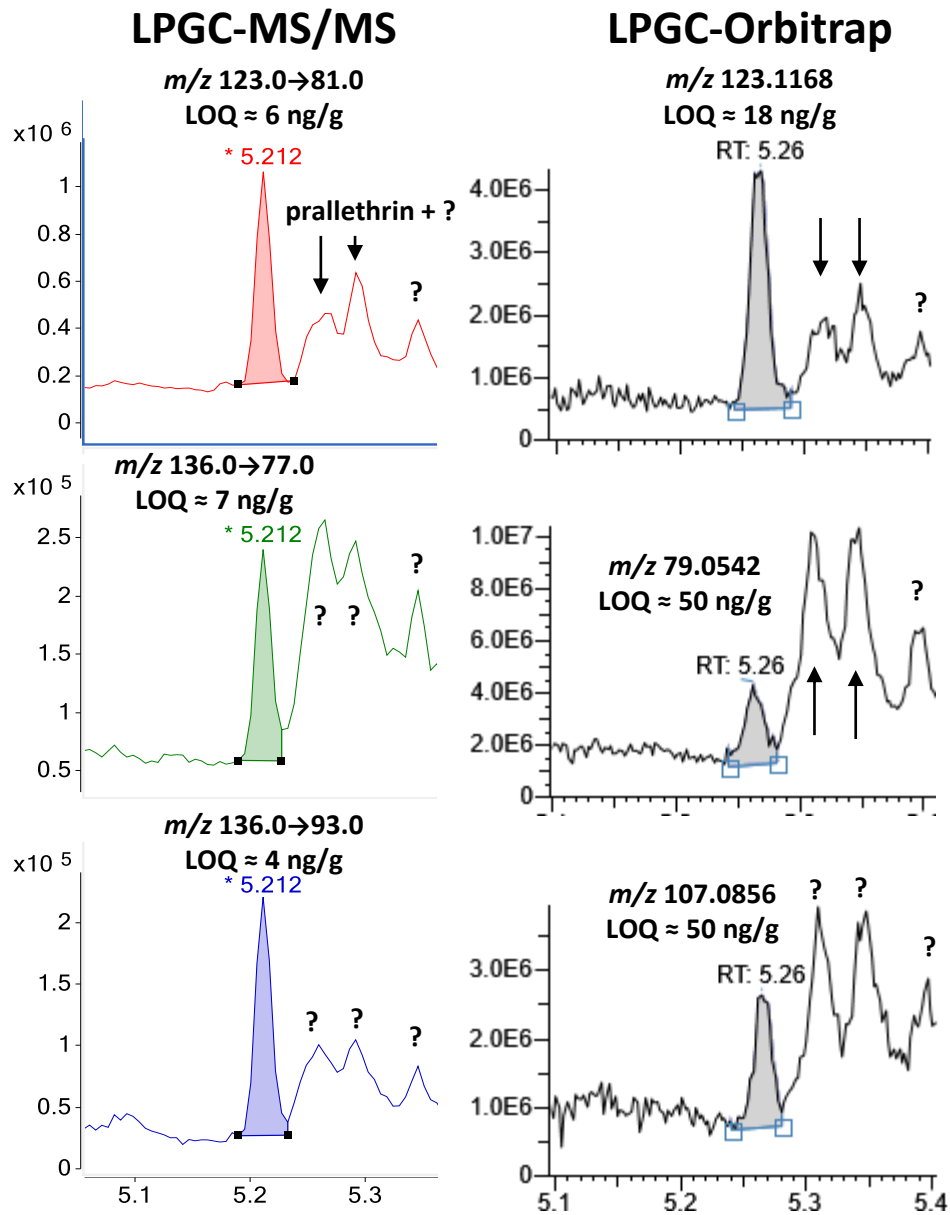 LPGC-MS/MS
m/z 123.0→81.0
LOQ ≈ 6 ng/g
x10 6
* 5.212
prallethrin + ?
?
1
0.8
0.6
0.4
0.2
0
m/z 136.0→77.0
LOQ ≈ 7 ng/g
x10 5
* 5.212
?
? ?
2.5
2
1.5
1
0.5
m/z 136.0→93.0
LOQ ≈ 4 ng/g
x10 5
* 5.212
? ? ?
2
1.5
1
0.5
0
5.1 5.2 5.3
LPGC-Orbitrap
m/z 123.1168
LOQ ≈ 18 ng/g
RT: 5.26
?
4.0E6
3.0E6
2.0E6
1.0E6
0
m/z 79.0542
LOQ ≈ 50 ng/g
RT: 5.26
?
1.0E7
8.0E6
6.0E6
4.0E6
2.0E6
0
m/z 107.0856
LOQ ≈ 50 ng/g
RT: 5.26
? ? ?
3.0E6
2.0E6
1.0E6
0
5.1 5.2 5.3 5.4